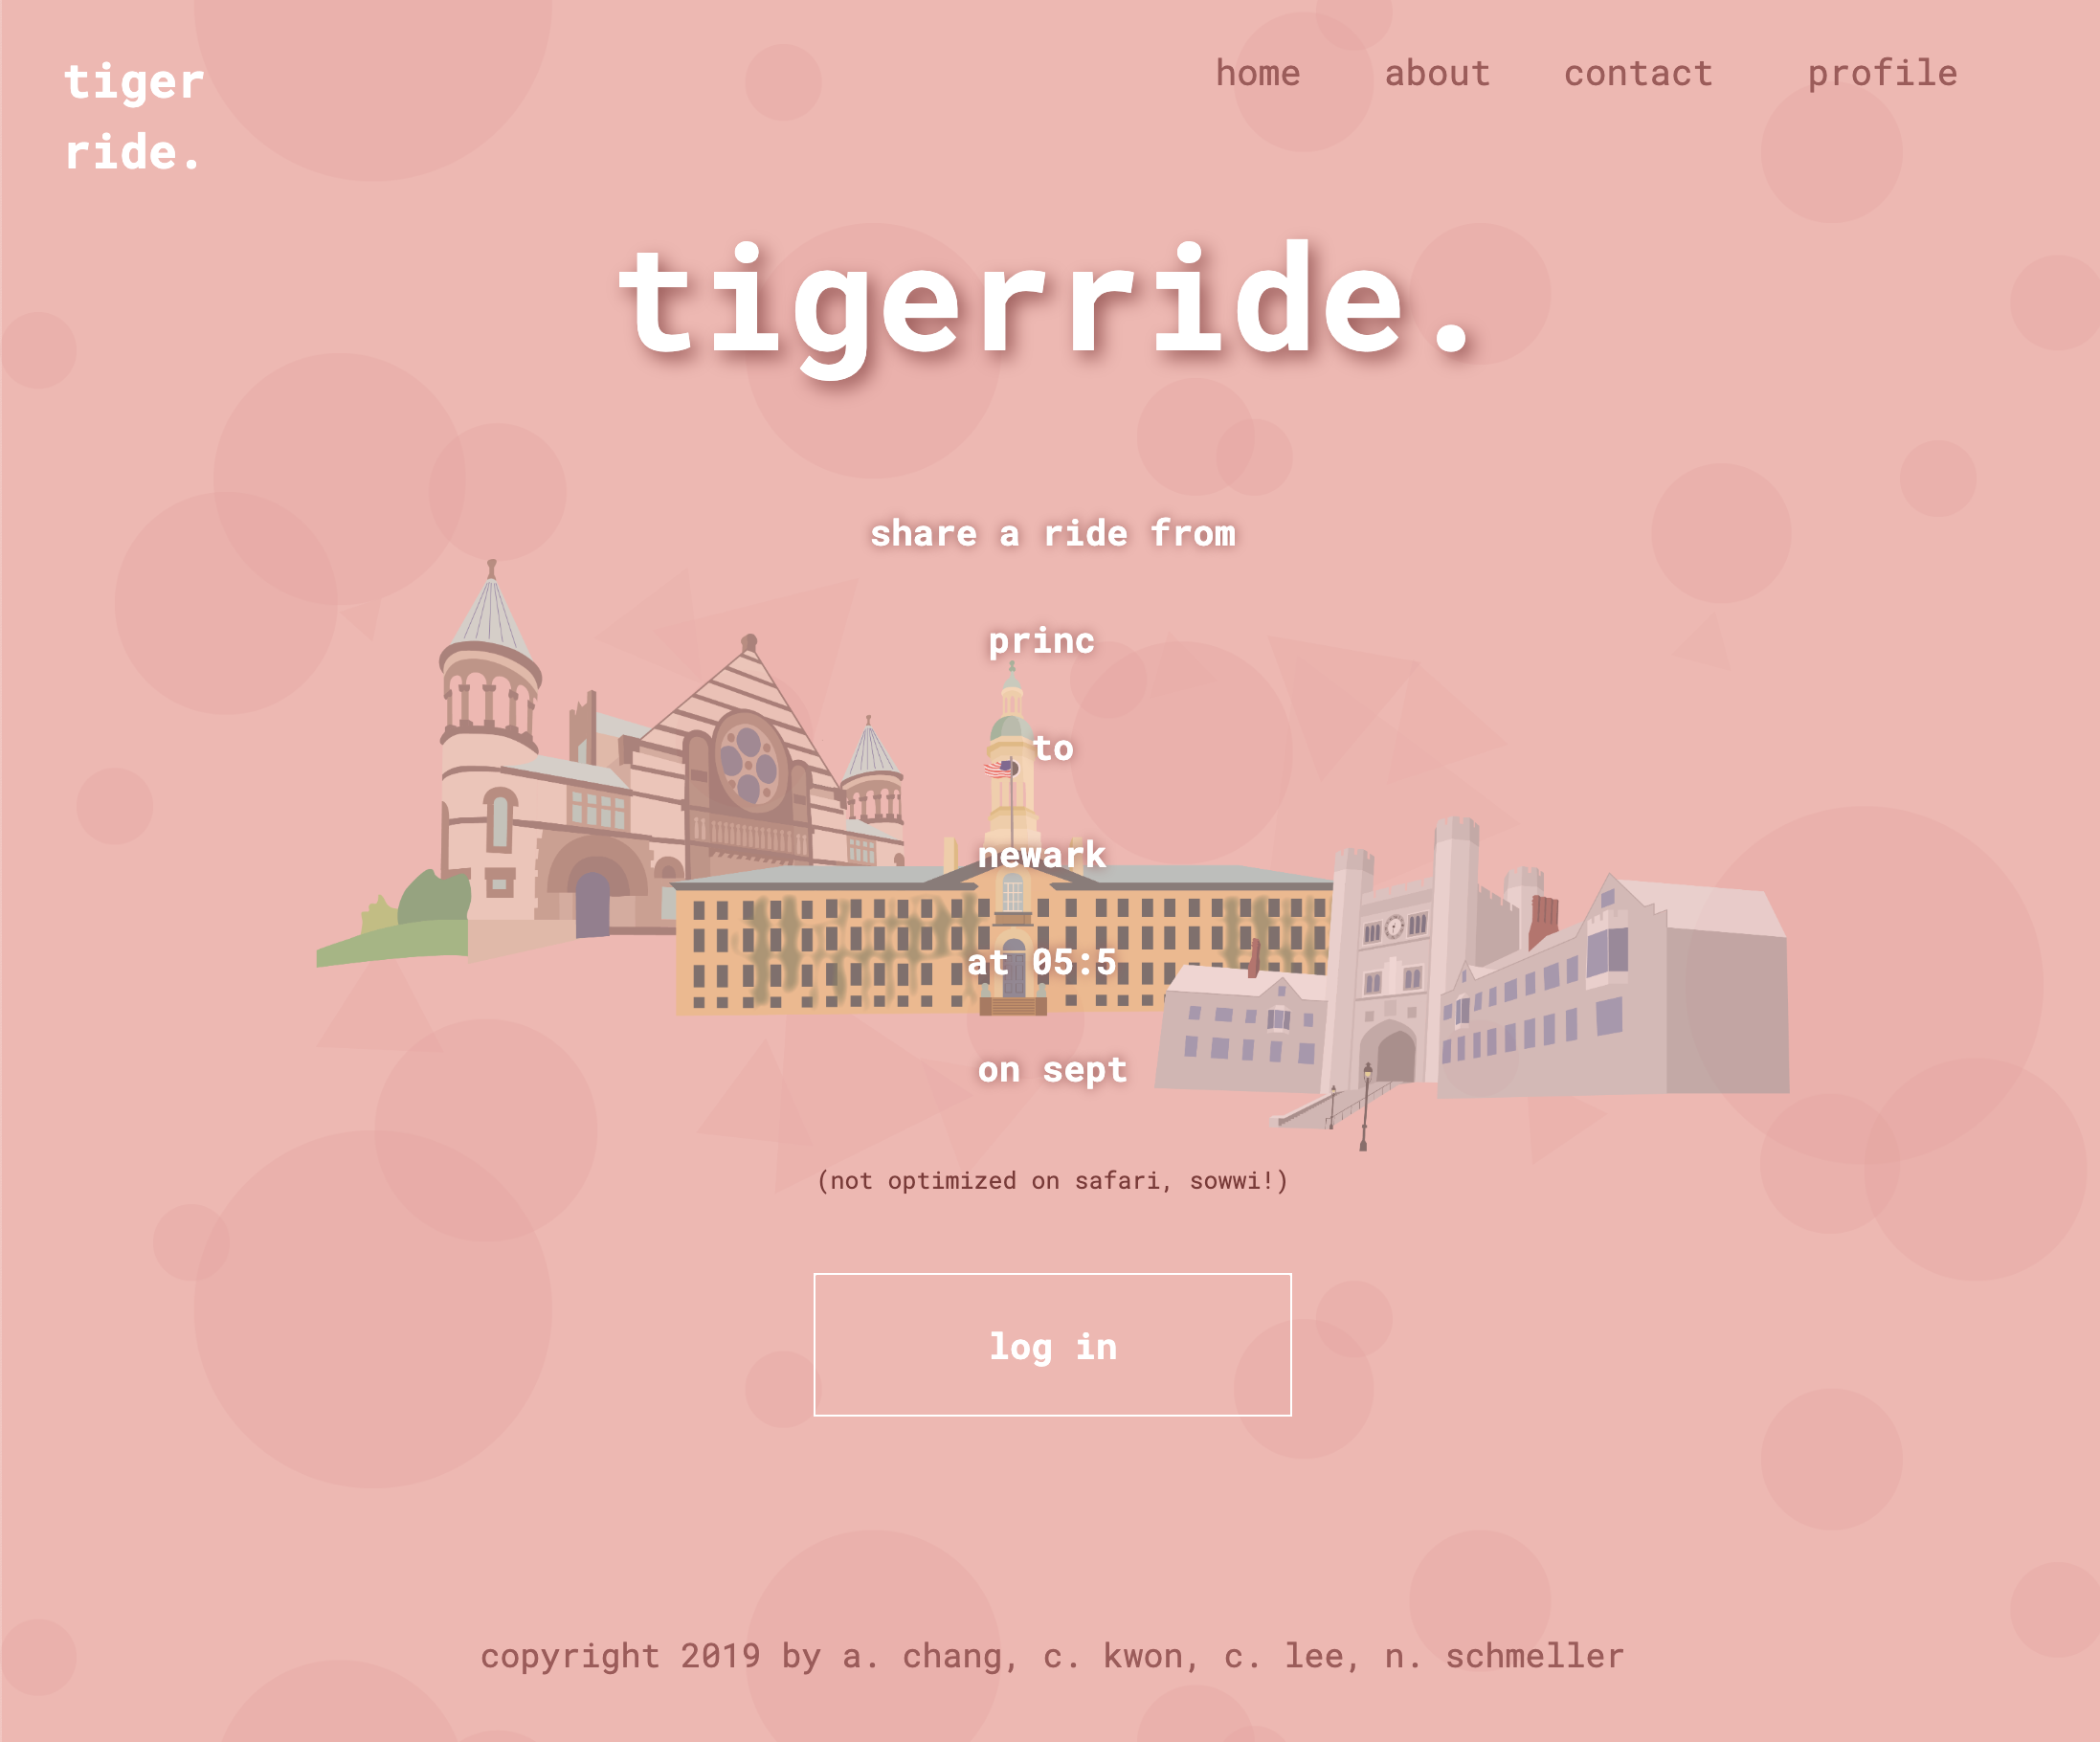 tiger
ride.
home about contact profile
tigerride.
share a ride from
princ
to
newark
at 05:5
on sept
(not optimized on safari, sowwi!)
log in
copyright 2019 by a. chang, c. kwon, c. lee, n. schmeller